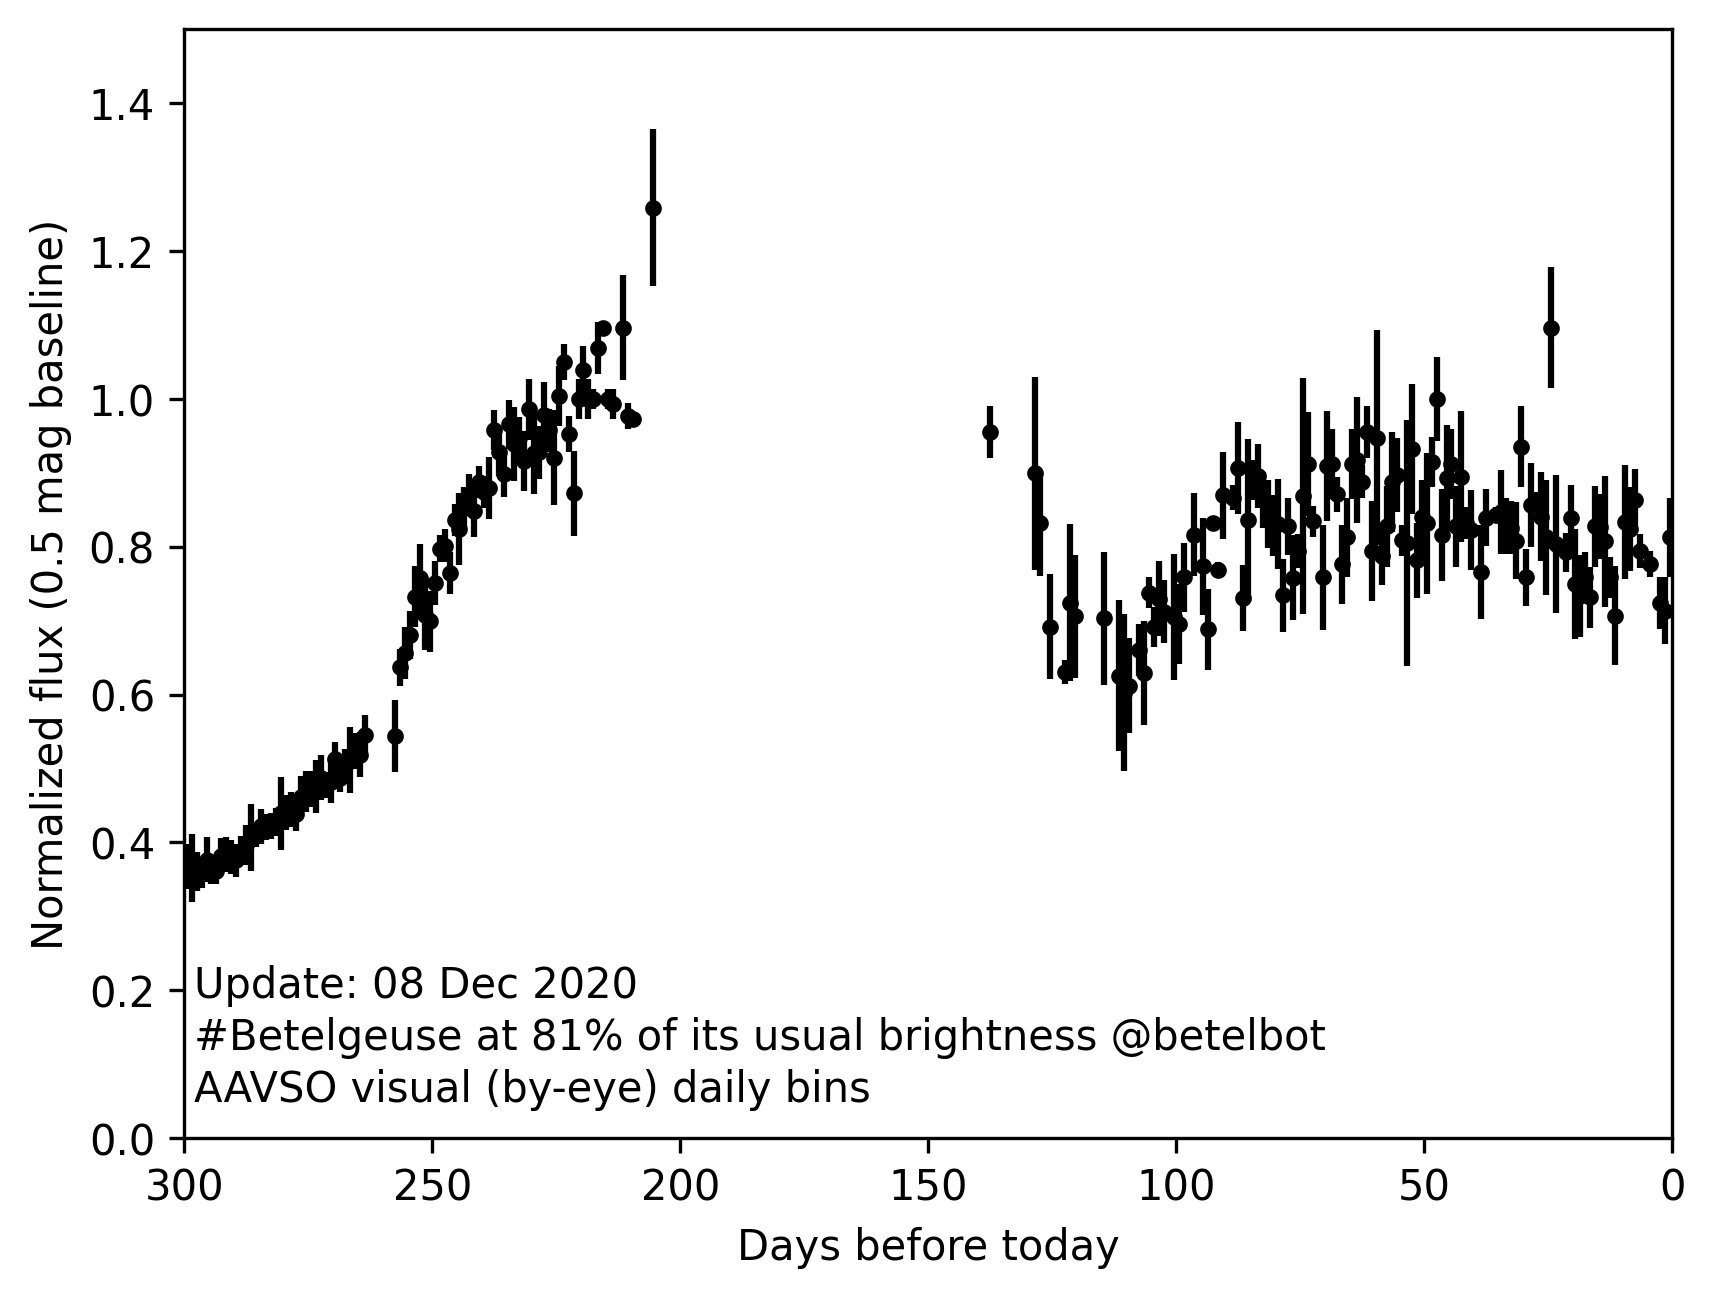 1.4
1.2
1.0
0.8
0.6
0.4
0.2
0.0
Normalized flux (0.5 mag baseline)
Update: 08 Dec 2020
#Betelgeuse at 81% of its usual brightness @betelbot
AAVSO visual (by-eye) daily bins
300 250 200 150 100 50 0
Days before today